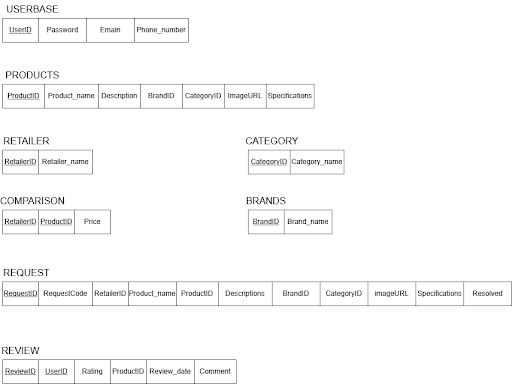 USERBASE
UserID Password Emain Phone_number
PRODUCTS
ProductID Product_name Description BrandID CategoryID ImageURL Specifications
RETAILER
RetailerID Retailer_name
CATEGORY
CategoryID Category_name
COMPARISON
RetailerID ProductID Price
BRANDS
BrandID Brand_name
REQUEST
RequestID RequestCode RetailerID Product_name ProductID Descriptions BrandID CategoryID imageURL Specifications Resolved
REVIEW
ReviewID UserID Rating ProductID Review_date Comment